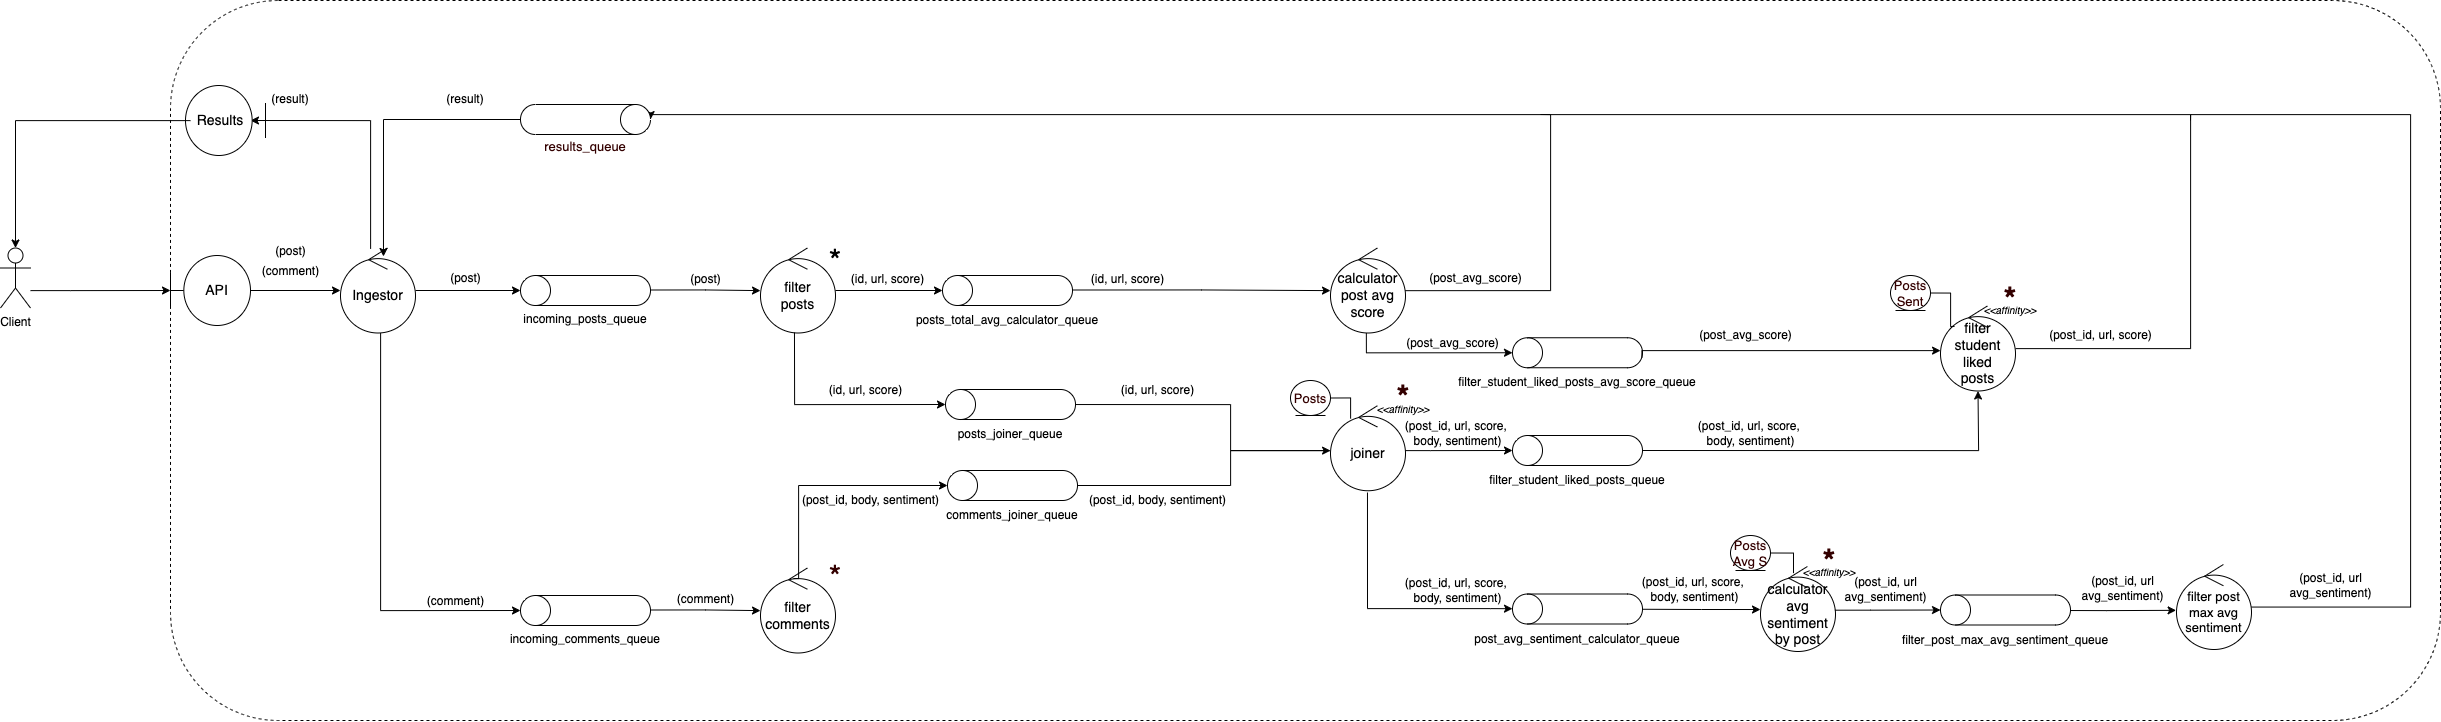 (result)
(result)
Results
results_queue
(post)
(comment)
Client
API
Ingestor
(post)
incoming_posts_queue
(post)
*
filter
posts
(id, url, score)
posts_total_avg_calculator_queue
(id, url, score)
calculator
post avg
score
(post_avg_score)
(post_avg_score)
filter_student_liked_posts_avg_score_queue
(post_avg_score)
Posts
Sent
*
<<affinity>>
filter
student
liked
posts
(post_id, url, score)
(id, url, score)
posts_joiner_queue
(id, url, score)
Posts
*
<<affinity>>
joiner
(post_id, url, score,
body, sentiment)
filter_student_liked_posts_queue
(post_id, url, score,
body, sentiment)
(post_id, body, sentiment)
comments_joiner_queue
(post_id, body, sentiment)
(comment)
incoming_comments_queue
(comment)
*
filter
comments
(post_id, url, score,
body, sentiment)
post_avg_sentiment_calculator_queue
(post_id, url, score,
body, sentiment)
Posts
Avg S
*
<<affinity>>
calculator
avg
sentiment
by post
(post_id, url
avg_sentiment)
filter_post_max_avg_sentiment_queue
(post_id, url
avg_sentiment)
filter post
max avg
sentiment
(post_id, url
avg_sentiment)